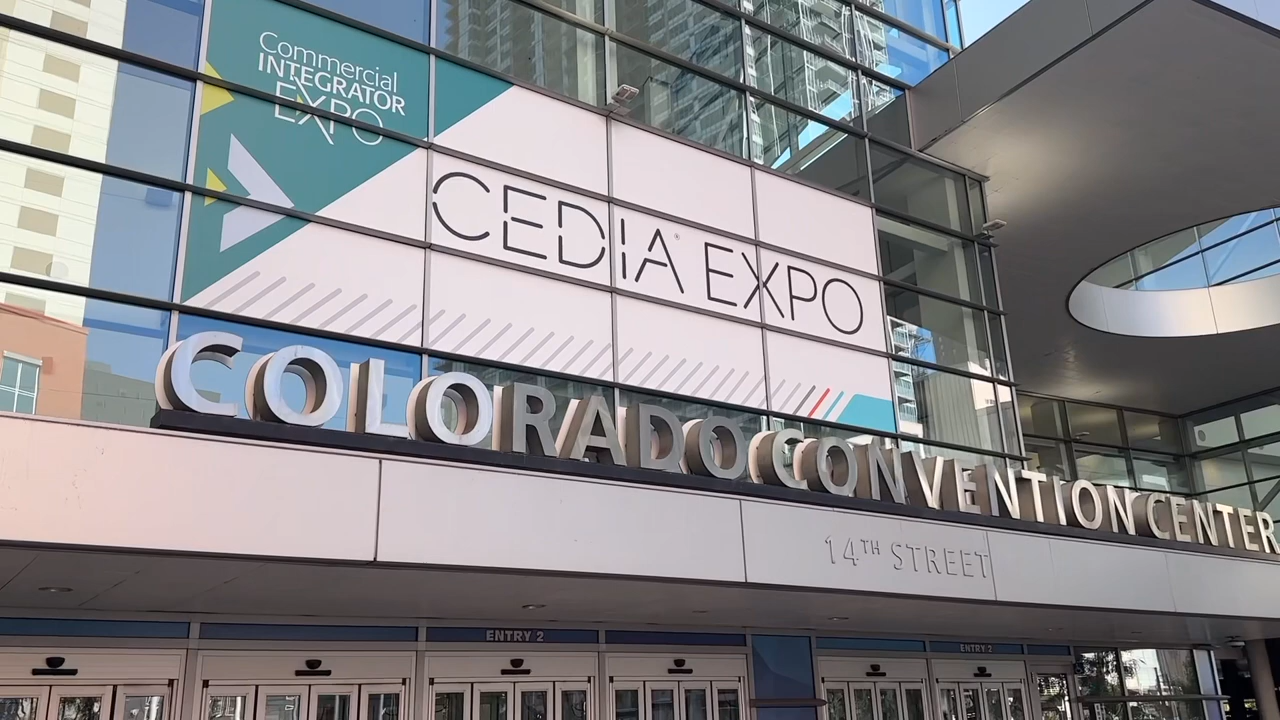 Commercial
INTEGRATOR
EXPO
CEDIA® EXPO
COLORADO CONVENTION CENTER
14TH STREET
ENTRY 2
ENTRY 2